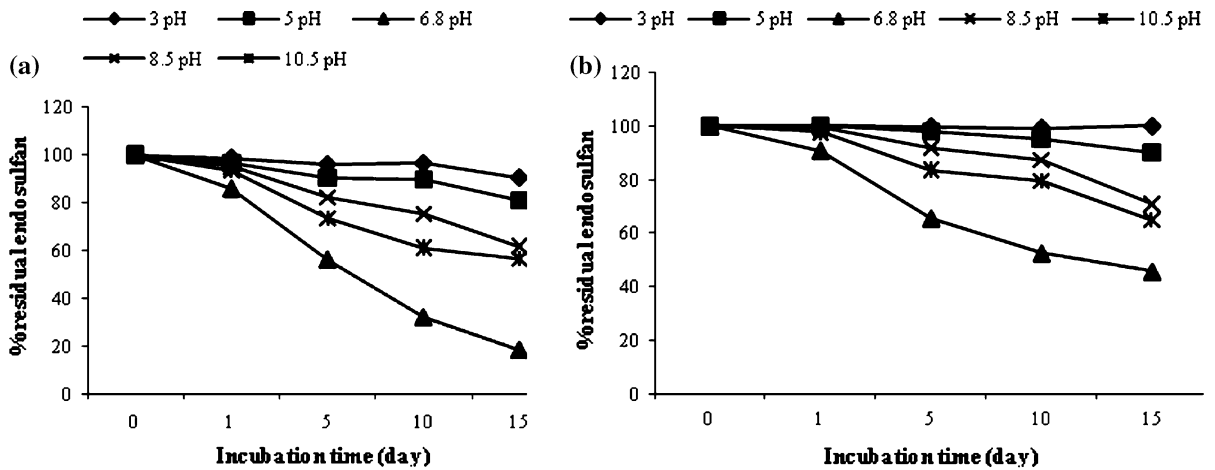 3 pH 5 pH 6.8 pH
8.5 pH 10.5 pH
(a)
120
100
80
60
40
20
0
%residual endosulfan
0 1 5 10 15
Incubation time (day)
3 pH 5 pH 6.8 pH 8.5 pH 10.5 pH
(b)
120
100
80
60
40
20
0
%residual endosulfan
0 1 5 10 15
Incubation time (day)